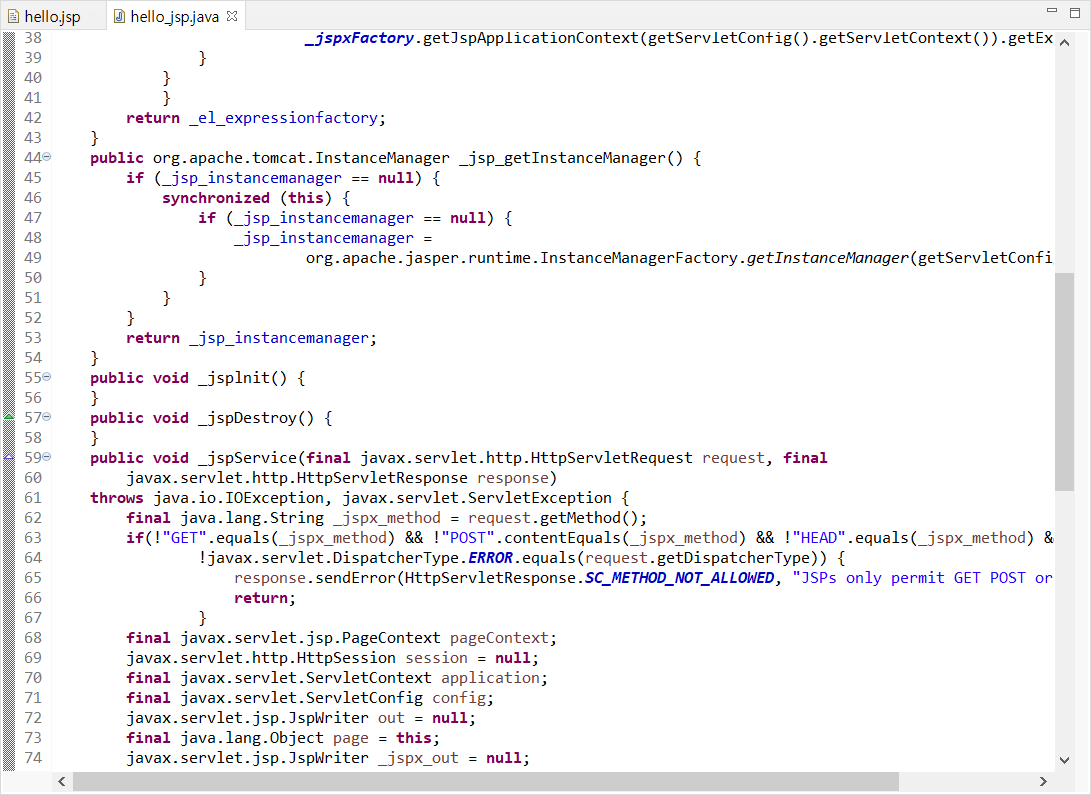 hello.jsp hello_jsp.java
38 _jspxFactory.getJspApplicationContext(getServletConfig().getServletContext()).getEx
39 }
40 }
41 }
42 return _el_expressionfactory;
43 }
44 public org.apache.tomcat.InstanceManager _jsp_getInstanceManager() {
45 if (_jsp_instancemanager == null) {
46 synchronized (this) {
47 if (_jsp_instancemanager == null) {
48 _jsp_instancemanager =
49 org.apache.jasper.runtime.InstanceManagerFactory.getInstanceManager(getServletConfi
50 }
51 }
52 }
53 return _jsp_instancemanager;
54 }
55 public void _jsplnit() {
56 }
57 public void _jspDestroy() {
58 }
59 public void _jspService(final javax.servlet.http.HttpServletRequest request, final
60 javax.servlet.http.HttpServletResponse response)
61 throws java.io.IOException, javax.servlet.ServletException {
62 final java.lang.String _jspx_method = request.getMethod();
63 if(!"GET".equals(_jspx_method) && !"POST".contentEquals(_jspx_method) && !"HEAD".equals(_jspx_method) &
64 !javax.servlet.DispatcherType.ERROR.equals(request.getDispatcherType)) {
65 response.sendError(HttpServletResponse.SC_METHOD_NOT_ALLOWED, "JSPs only permit GET POST or
66 return;
67 }
68 final javax.servlet.jsp.PageContext pageContext;
69 javax.servlet.http.HttpSession session = null;
70 final javax.servlet.ServletContext application;
71 final javax.servlet.ServletConfig config;
72 javax.servlet.jsp.JspWriter out = null;
73 final java.lang.Object page = this;
74 javax.servlet.jsp.JspWriter _jspx_out = null;